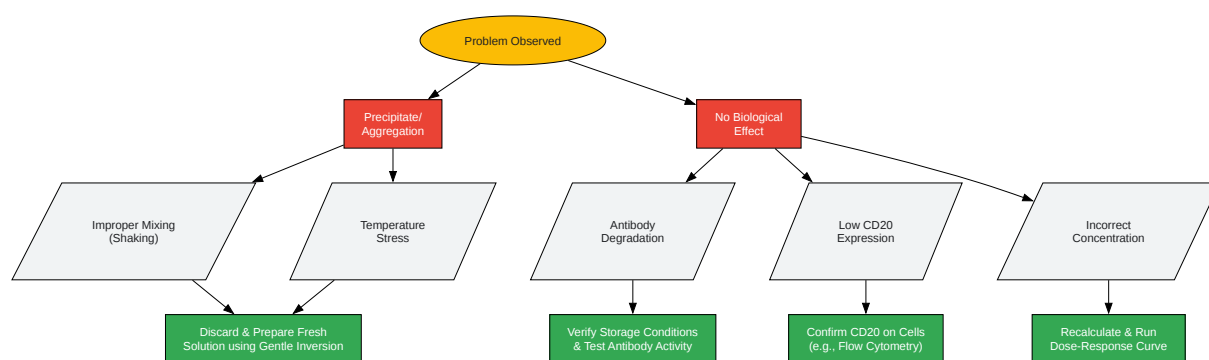 Problem Observed
Precipitate/
Aggregation
No Biological
Effect
Improper Mixing
(Shaking)
Temperature
Stress
Antibody
Degradation
Low CD20
Expression
Incorrect
Concentration
Discard & Prepare Fresh
Solution using Gentle Inversion
Verify Storage Conditions
& Test Antibody Activity
Confirm CD20 on Cells
(e.g., Flow Cytometry)
Recalculate & Run
Dose-Response Curve